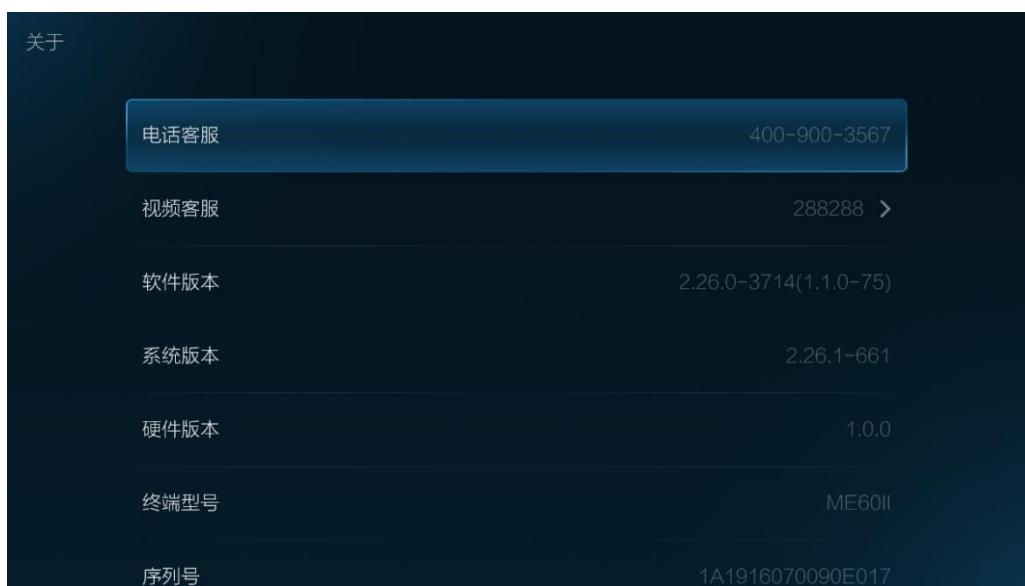 关于
电话客服 400-900-3567
视频客服 288288
软件版本 2.26.0-3714(1.1.0-75)
系统版本 2.26.1-661
硬件版本 1.0.0
终端型号 ME60II
序列号 1A1916070090E017